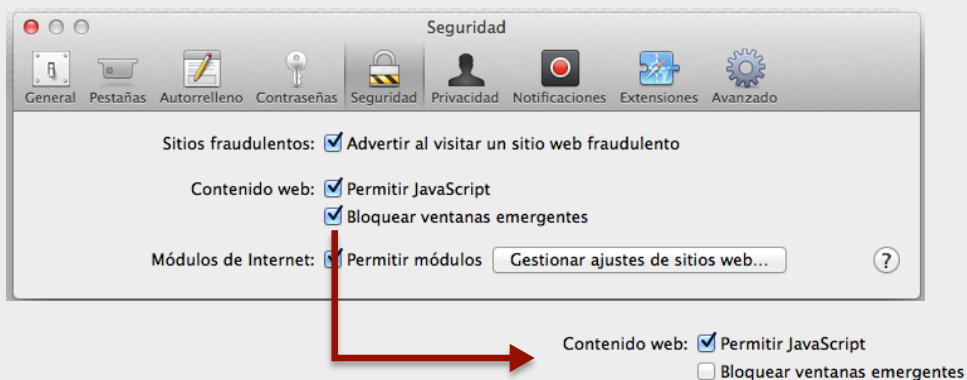 Seguridad
General Pestañas Autorrelleno Contraseñas Seguridad Privacidad Notificaciones Extensiones Avanzado
Sitios fraudulentos: Advertir al visitar un sitio web fraudulento
Contenido web: Permitir JavaScript
Bloquear ventanas emergentes
Módulos de Internet: Permitir módulos Gestionar ajustes de sitios web... ?
Contenido web: Permitir JavaScript
Bloquear ventanas emergentes